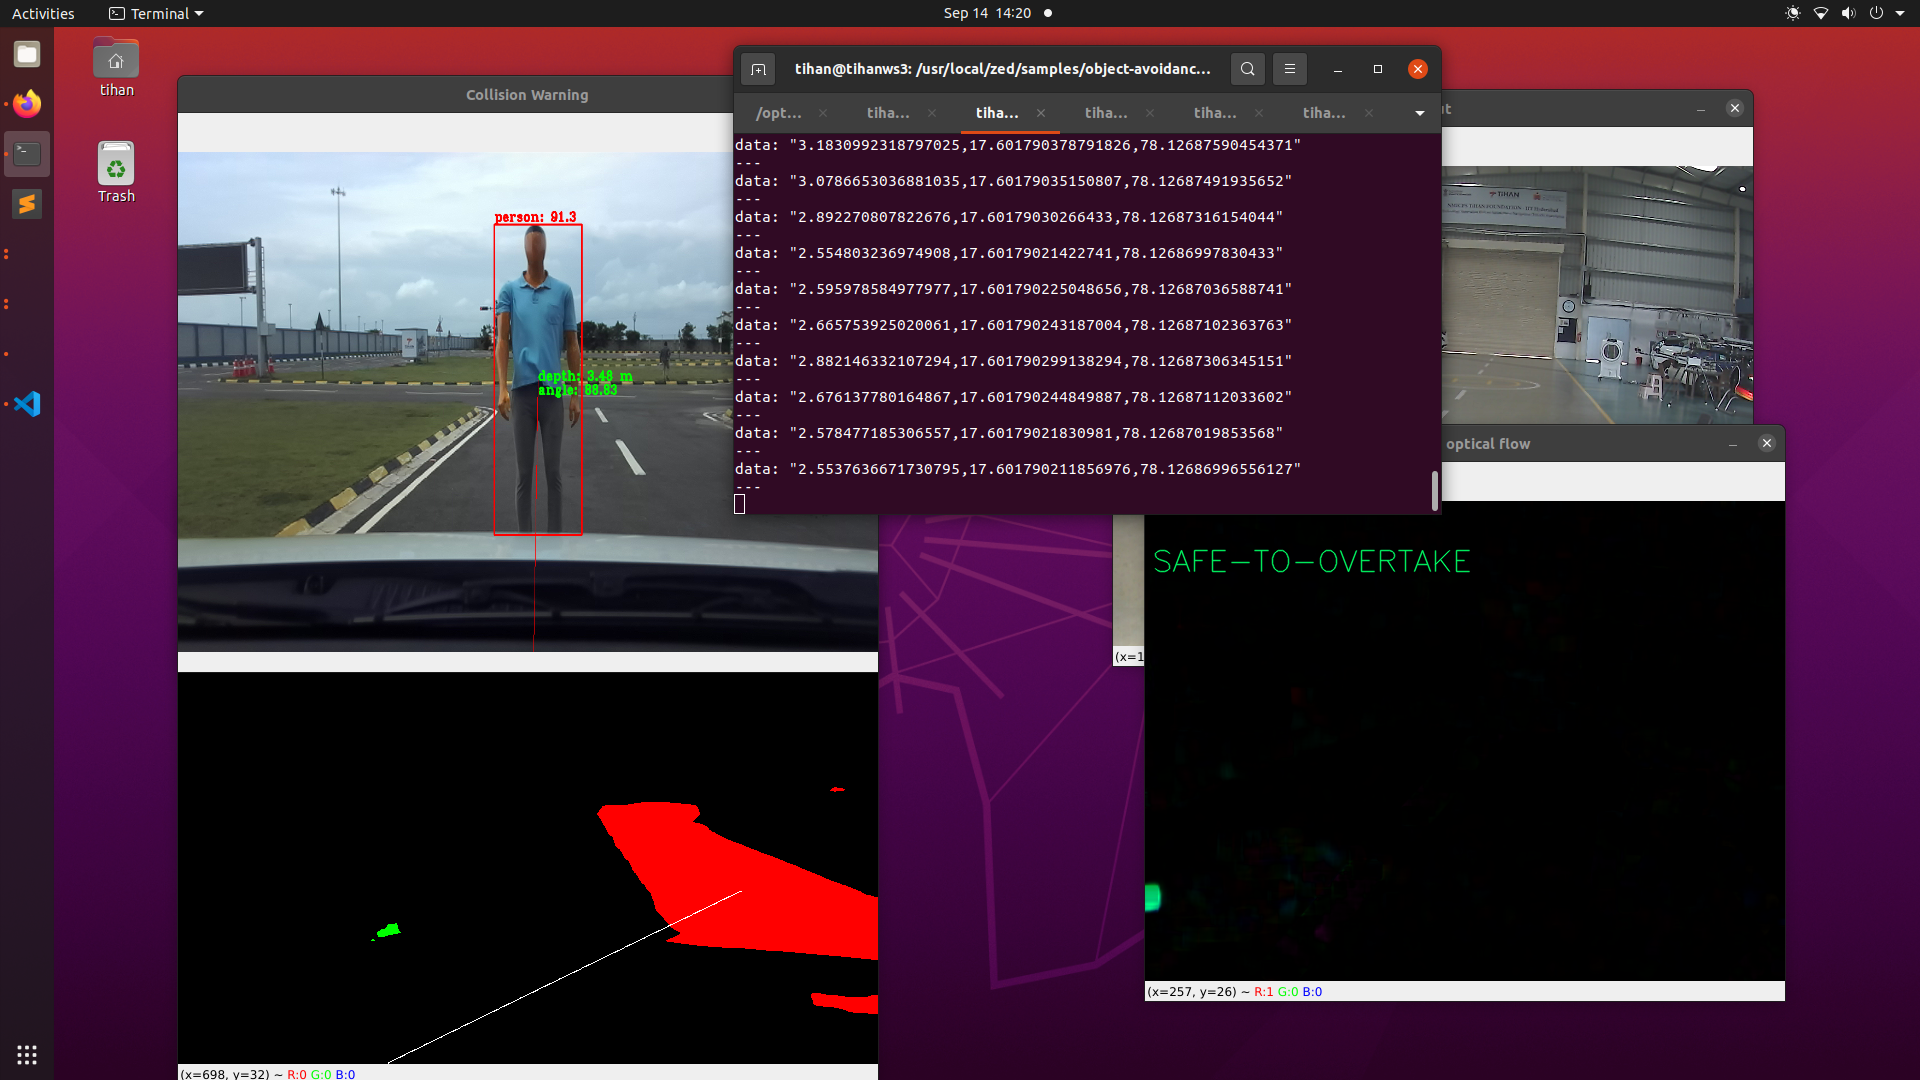 Activities
Terminal
Sep 14 14:20
tihan
Trash
Collision Warning
person: 91.3
depth: 3.48 m
angle: 88.83
(x=698, y=32) ~ R:0 G:0 B:0
tihan@tihanws3: /usr/local/zed/samples/object-avoidanc...
/opt... tiha... tiha... tiha... tiha... tiha...
data: "3.1830992318797025,17.601790378791826,78.12687590454371"
---
data: "3.0786653036881035,17.60179035150807,78.12687491935652"
---
data: "2.892270807822676,17.60179030266433,78.12687316154044"
---
data: "2.554803236974908,17.60179021422741,78.12686997830433"
---
data: "2.595978584977977,17.601790225048656,78.12687036588741"
---
data: "2.665753925020061,17.601790243187004,78.12687102363763"
---
data: "2.882146332107294,17.601790299138294,78.12687306345151"
---
data: "2.676137780164867,17.601790244849887,78.12687112033602"
---
data: "2.578477185306557,17.60179021830981,78.12687019853568"
---
data: "2.5537636671730795,17.601790211856976,78.12686996556127"
---
TiHAN
(x=1
optical flow
SAFE-TO-OVERTAKE
(x=257, y=26) ~ R:1 G:0 B:0